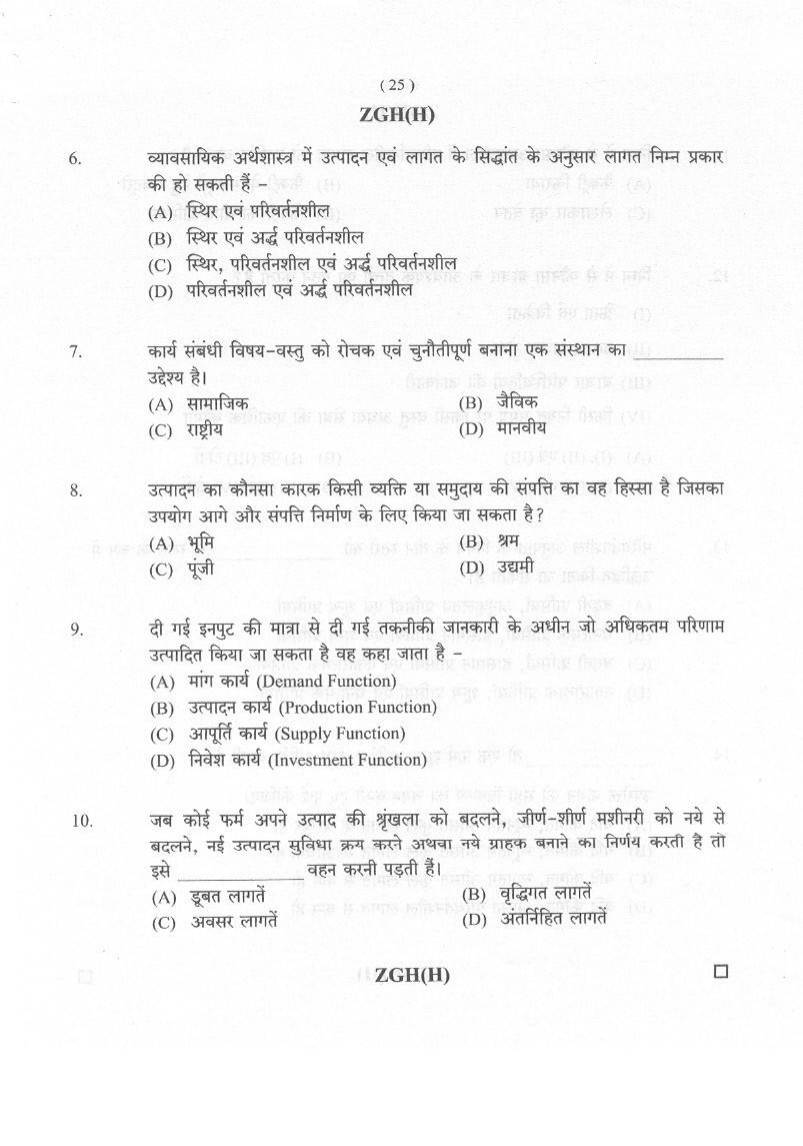 ( 25 )
ZGH(H)
6. व्यावसायिक अर्थशास्त्र में उत्पादन एवं लागत के सिद्धांत के अनुसार लागत निम्न प्रकार
की हो सकती हैं –
(A) स्थिर एवं परिवर्तनशील
(B) स्थिर एवं अर्द्ध परिवर्तनशील
(C) स्थिर, परिवर्तनशील एवं अर्द्ध परिवर्तनशील
(D) परिवर्तनशील एवं अर्द्ध परिवर्तनशील
7. कार्य संबंधी विषय-वस्तु को रोचक एवं चुनौतीपूर्ण बनाना एक संस्थान का __________
उद्देश्य है।
(A) सामाजिक (B) जैविक
(C) राष्ट्रीय (D) मानवीय
8. उत्पादन का कौनसा कारक किसी व्यक्ति या समुदाय की संपत्ति का वह हिस्सा है जिसका
उपयोग आगे और संपत्ति निर्माण के लिए किया जा सकता है?
(A) भूमि (B) श्रम
(C) पूंजी (D) उद्यमी
9. दी गई इनपुट की मात्रा से दी गई तकनीकी जानकारी के अधीन जो अधिकतम परिणाम
उत्पादित किया जा सकता है वह कहा जाता है –
(A) मांग कार्य (Demand Function)
(B) उत्पादन कार्य (Production Function)
(C) आपूर्ति कार्य (Supply Function)
(D) निवेश कार्य (Investment Function)
10. जब कोई फर्म अपने उत्पाद की श्रृंखला को बदलने, जीर्ण-शीर्ण मशीनरी को नये से
बदलने, नई उत्पादन सुविधा क्रय करने अथवा नये ग्राहक बनाने का निर्णय करती है तो
इसे ______________ वहन करनी पड़ती हैं।
(A) डूबत लागतें (B) वृद्धिगत लागतें
(C) अवसर लागतें (D) अंतर्निहित लागतें
ZGH(H)